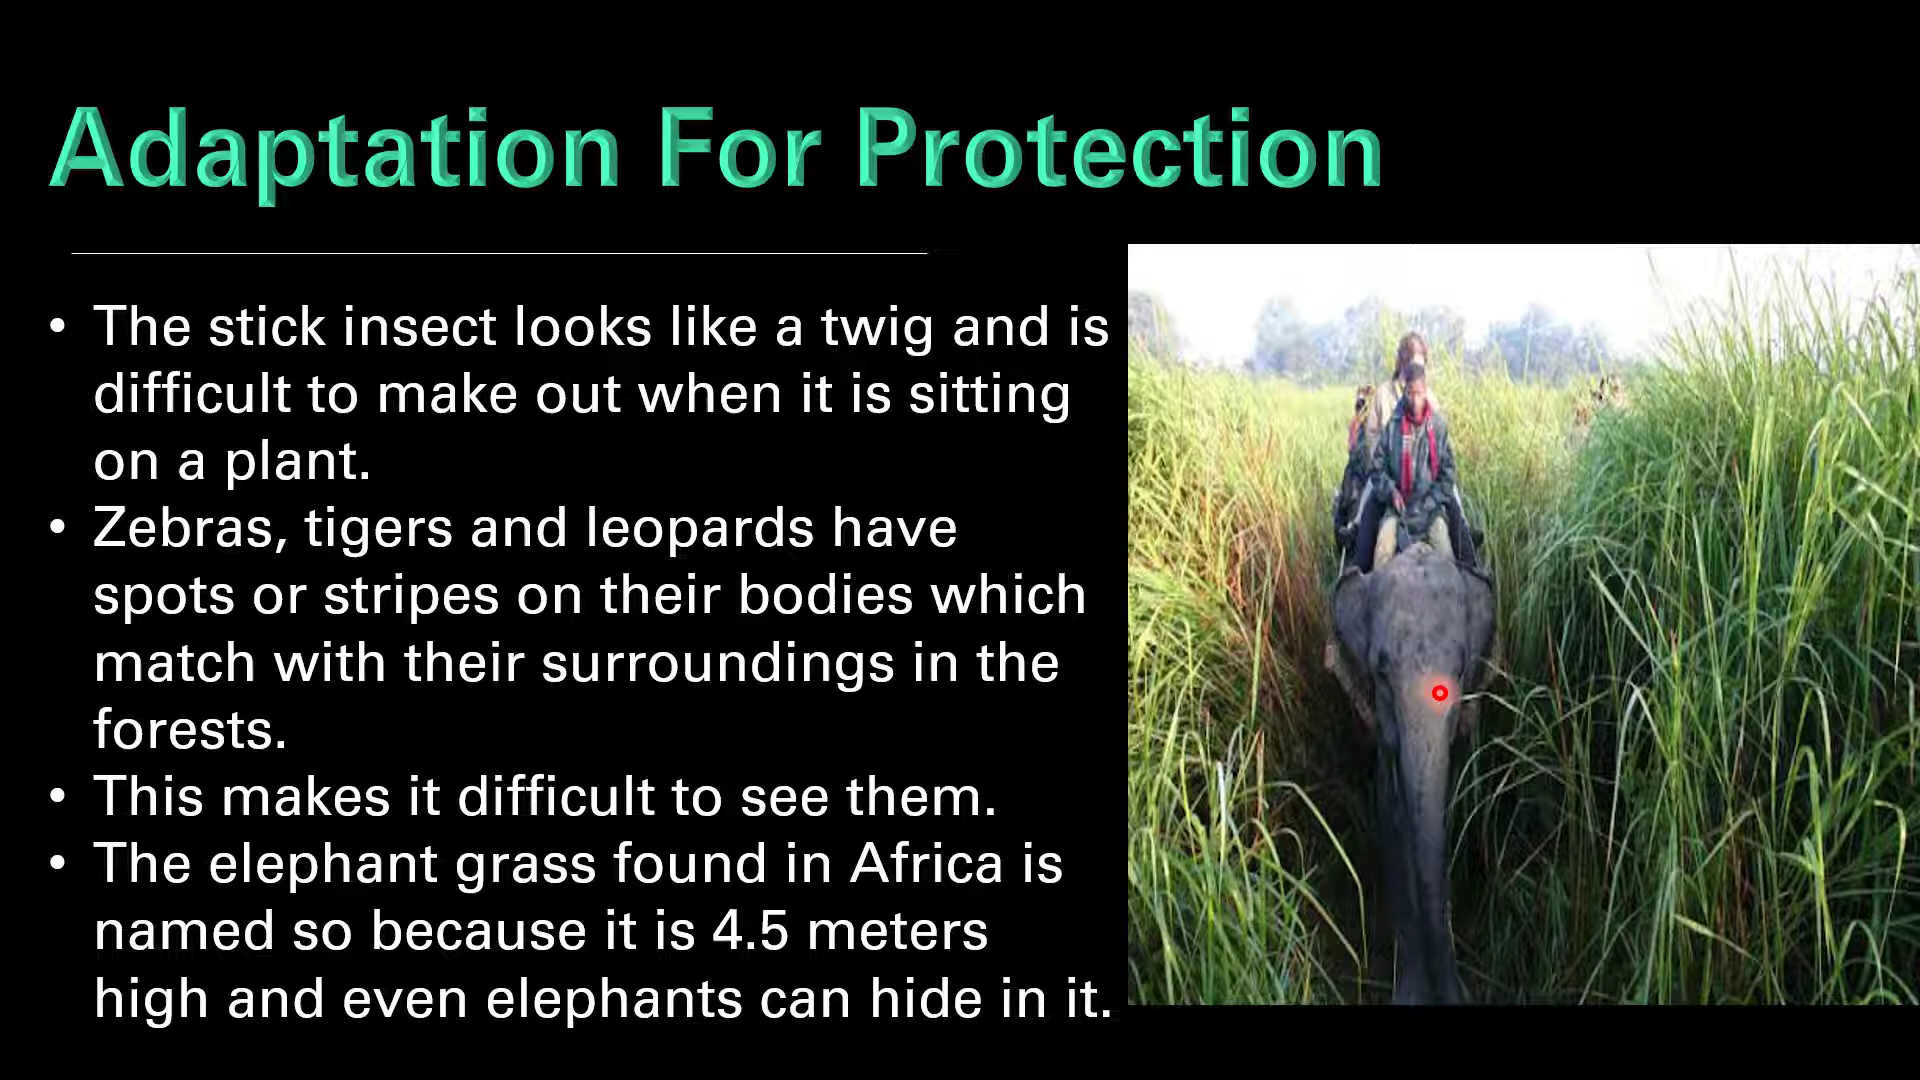 Adaptation For Protection
• The stick insect looks like a twig and is
difficult to make out when it is sitting
on a plant.
• Zebras, tigers and leopards have
spots or stripes on their bodies which
match with their surroundings in the
forests.
• This makes it difficult to see them.
• The elephant grass found in Africa is
named so because it is 4.5 meters
high and even elephants can hide in it.